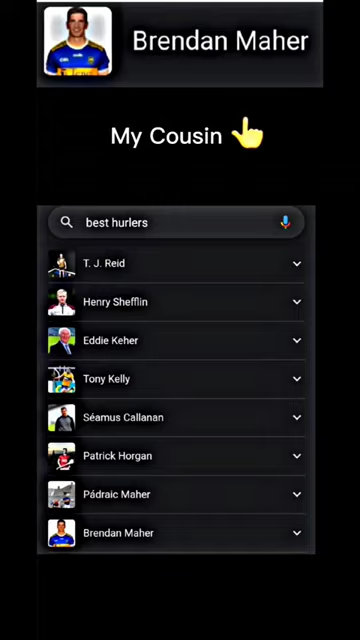 Brendan Maher
My Cousin 👆
best hurlers
T. J. Reid
Henry Shefflin
Eddie Keher
Tony Kelly
Séamus Callanan
Patrick Horgan
Pádraic Maher
Brendan Maher